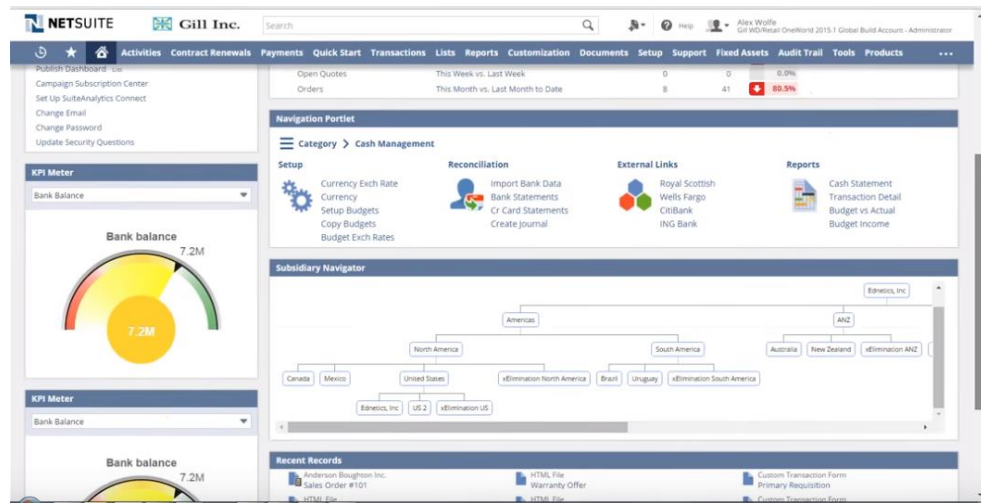 NETSUITE Gill Inc. Search Help Alex Wolfe
Gill WD/Retail OneWorld 2015.1 Global Build Account - Administrator
Activities Contract Renewals Payments Quick Start Transactions Lists Reports Customization Documents Setup Support Fixed Assets Audit Trail Tools Products
Publish Dashboard
Campaign Subscription Center
Set Up SuiteAnalytics Connect
Change Email
Change Password
Update Security Questions
KPI Meter
Bank Balance
Bank balance
7.2M
7.2M
KPI Meter
Bank Balance
Bank balance
7.2M
Open Quotes This Week vs. Last Week 0 0 0.0%
Orders This Month vs. Last Month to Date 8 41 80.5%
Navigation Portlet
Category Cash Management
Setup
Currency Exch Rate
Currency
Setup Budgets
Copy Budgets
Budget Exch Rates
Reconciliation
Import Bank Data
Bank Statements
Cr Card Statements
Create Journal
External Links
Royal Scottish
Wells Fargo
CitiBank
ING Bank
Reports
Cash Statement
Transaction Detail
Budget vs Actual
Budget Income
Subsidiary Navigator
Ednetics, Inc
Americas ANZ
North America South America Australia New Zealand xElimination ANZ
Canada Mexico United States xElimination North America Brazil Uruguay xElimination South America
Ednetics, Inc US 2 xElimination US
Recent Records
Anderson Boughton Inc.
Sales Order #101
HTML File
HTML File
Warranty Offer
HTML File
Custom Transaction Form
Primary Requisition
Custom Transaction Form